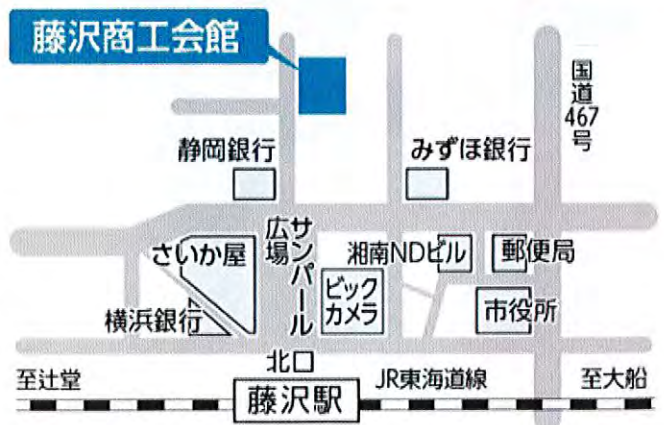 藤沢商工会館
国道467号
静岡銀行
みずほ銀行
サンパール
広場
さいか屋
湘南NDビル
郵便局
ビック
カメラ
横浜銀行
市役所
北口
至辻堂
JR東海道線
至大船
藤沢駅